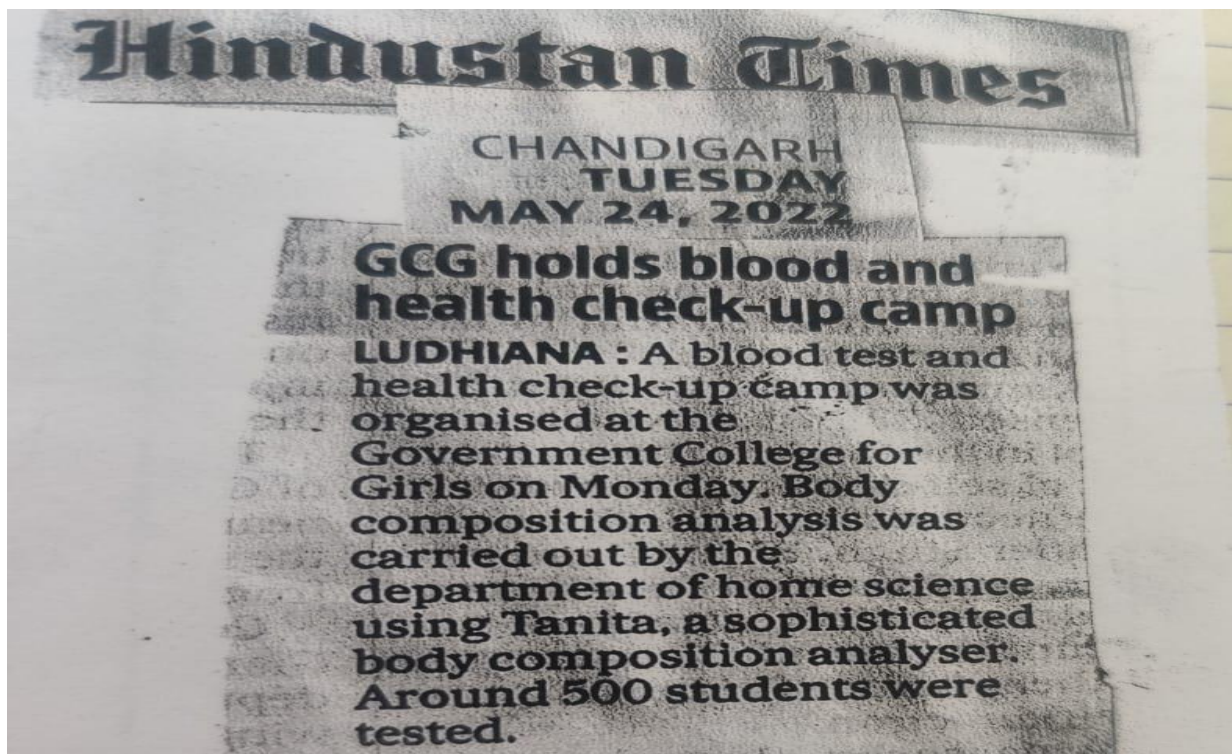 Hindustan Times
CHANDIGARH
TUESDAY
MAY 24, 2022
GCG holds blood and
health check-up camp
LUDHIANA : A blood test and
health check-up camp was
organised at the
Government College for
Girls on Monday. Body
composition analysis was
carried out by the
department of home science
using Tanita, a sophisticated
body composition analyser.
Around 500 students were
tested.